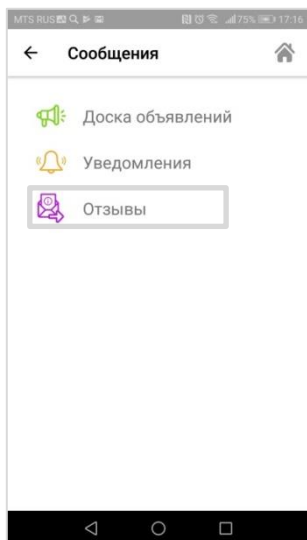 MTS RUS 75% 17:16
Сообщения
Доска объявлений
Уведомления
Отзывы